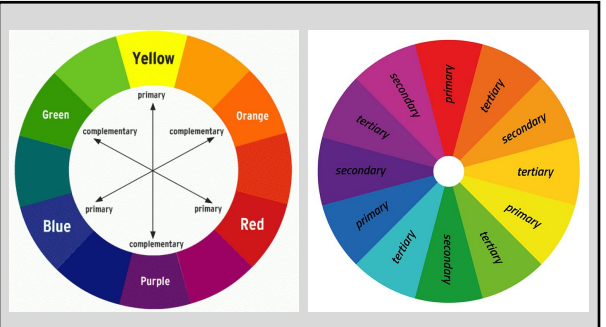 Yellow
primary
Green
Orange
complementary
complementary
primary
primary
Blue
Red
complementary
Purple
primary
tertiary
secondary
tertiary
primary
tertiary
secondary
tertiary
primary
secondary
tertiary
secondary